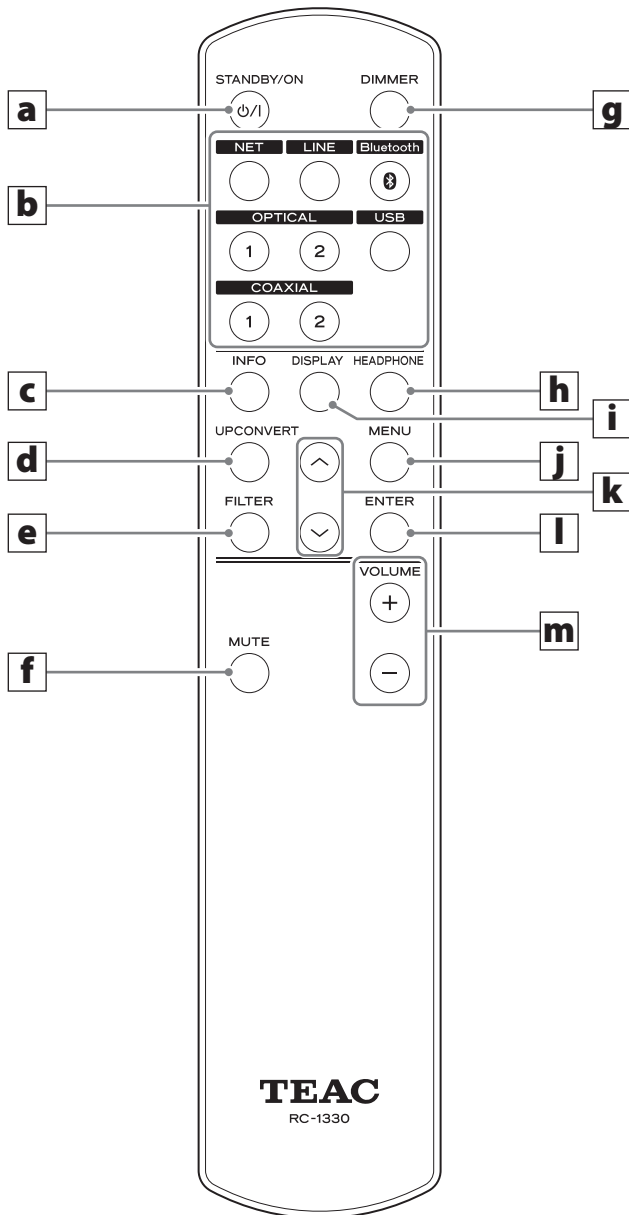 STANDBY/ON DIMMER
a ⏻/I g
NET LINE Bluetooth
b
OPTICAL USB
1 2
COAXIAL
1 2
INFO DISPLAY HEADPHONE
c h
i
UPCONVERT MENU
d j
k
FILTER ENTER
e l
VOLUME
+
m
MUTE
f −
TEAC
RC-1330